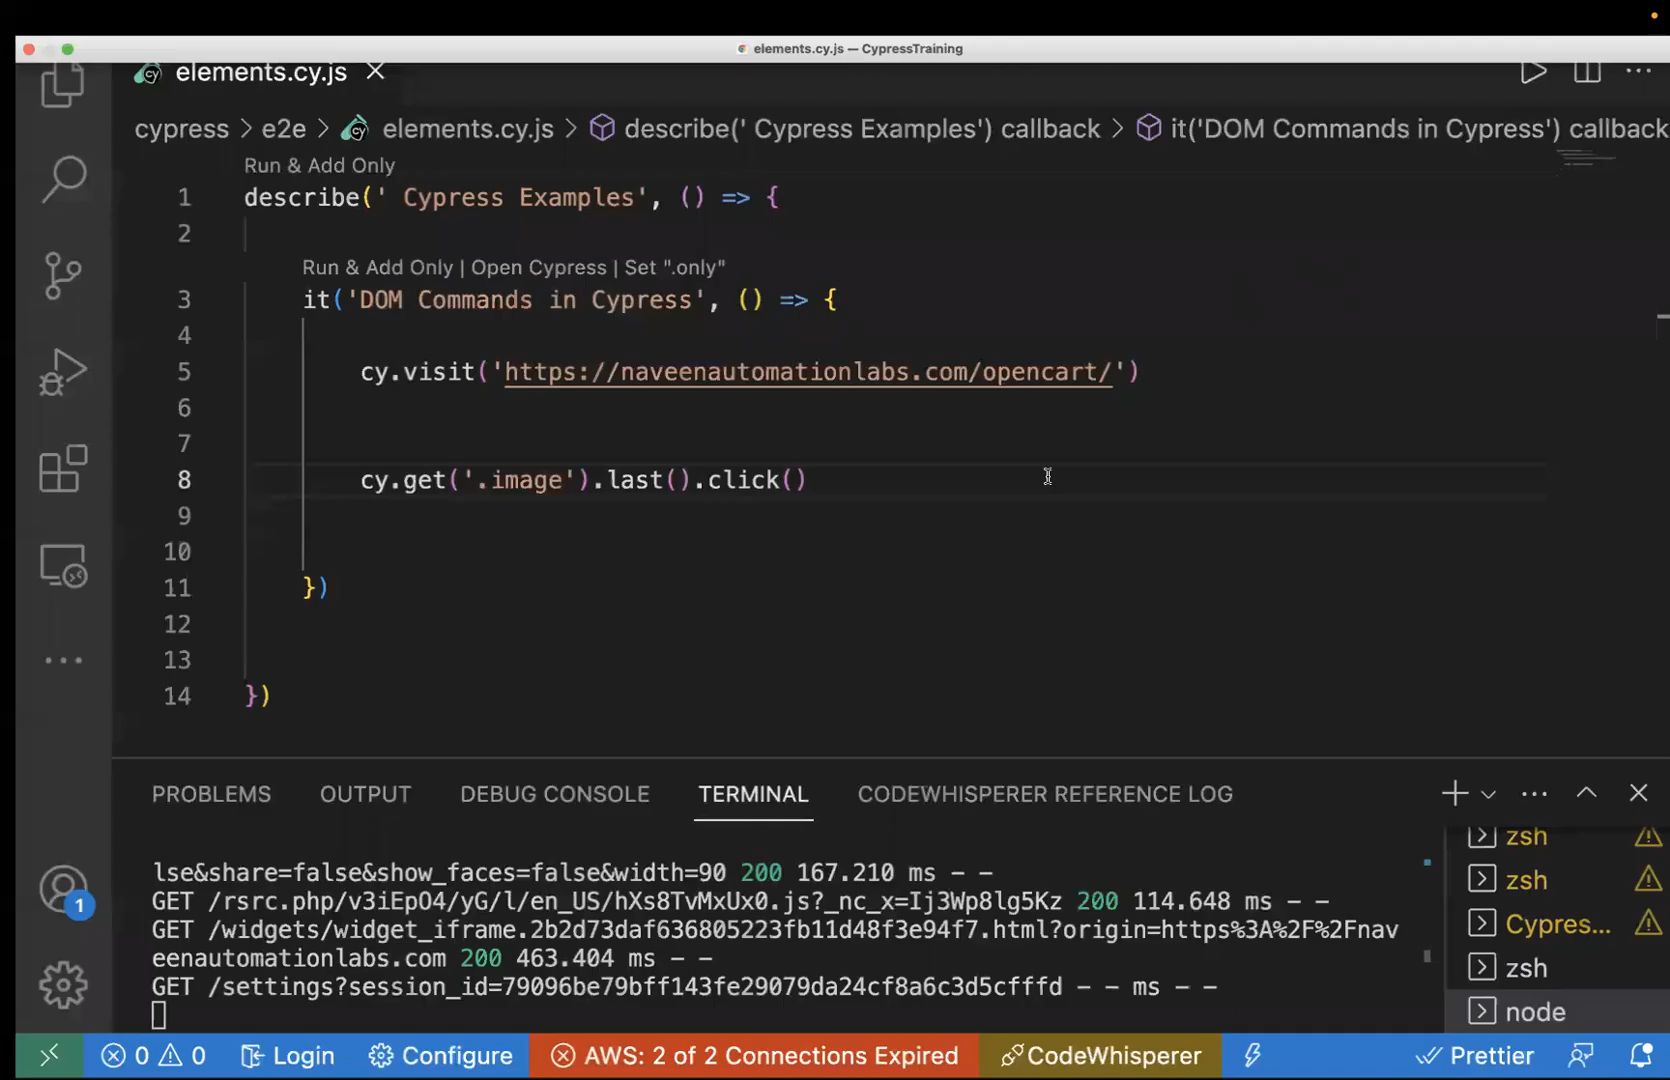 elements.cy.js — CypressTraining
elements.cy.js
cypress > e2e > elements.cy.js > describe(' Cypress Examples') callback > it('DOM Commands in Cypress') callback
Run & Add Only
1 describe(' Cypress Examples', () => {
2
Run & Add Only | Open Cypress | Set ".only"
3 it('DOM Commands in Cypress', () => {
4
5 cy.visit('https://naveenautomationlabs.com/opencart/')
6
7
8 cy.get('.image').last().click()
9
10
11 })
12
13
14 })
PROBLEMS OUTPUT DEBUG CONSOLE TERMINAL CODEWHISPERER REFERENCE LOG
lse&share=false&show_faces=false&width=90 200 167.210 ms - -
GET /rsrc.php/v3iEpO4/yG/l/en_US/hXs8TvMxUx0.js?_nc_x=Ij3Wp8lg5Kz 200 114.648 ms - -
GET /widgets/widget_iframe.2b2d73daf636805223fb11d48f3e94f7.html?origin=https%3A%2F%2Fnav
eenautomationlabs.com 200 463.404 ms - -
GET /settings?session_id=79096be79bff143fe29079da24cf8a6c3d5cfffd - - ms - -
zsh
zsh
Cypres...
zsh
node
1
0 0 Login Configure AWS: 2 of 2 Connections Expired CodeWhisperer Prettier